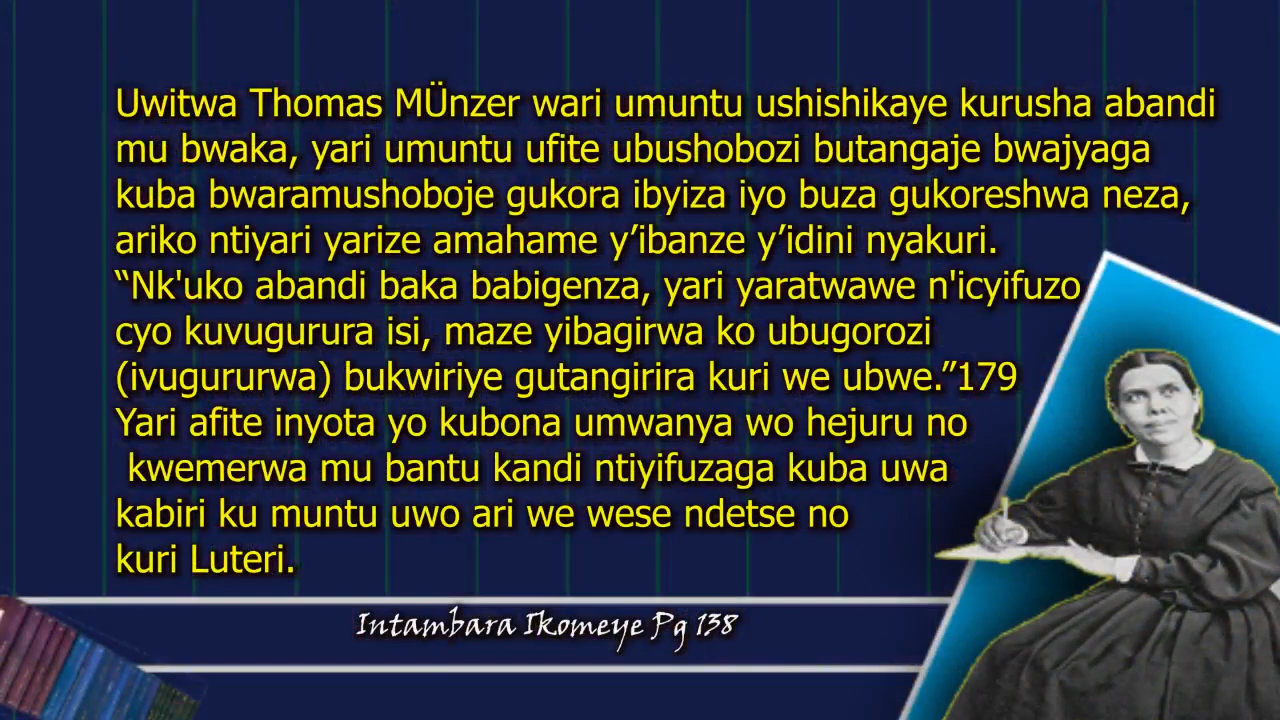 Uwitwa Thomas MÜnzer wari umuntu ushishikaye kurusha abandi
mu bwaka, yari umuntu ufite ubushobozi butangaje bwajyaga
kuba bwaramushoboje gukora ibyiza iyo buza gukoreshwa neza,
ariko ntiyari yarize amahame y’ibanze y’idini nyakuri.
“Nk'uko abandi baka babigenza, yari yaratwawe n'icyifuzo
cyo kuvugurura isi, maze yibagirwa ko ubugorozi
(ivugururwa) bukwiriye gutangirira kuri we ubwe.”179
Yari afite inyota yo kubona umwanya wo hejuru no
kwemerwa mu bantu kandi ntiyifuzaga kuba uwa
kabiri ku muntu uwo ari we wese ndetse no
kuri Luteri.
Intambara Ikomeye Pg 138